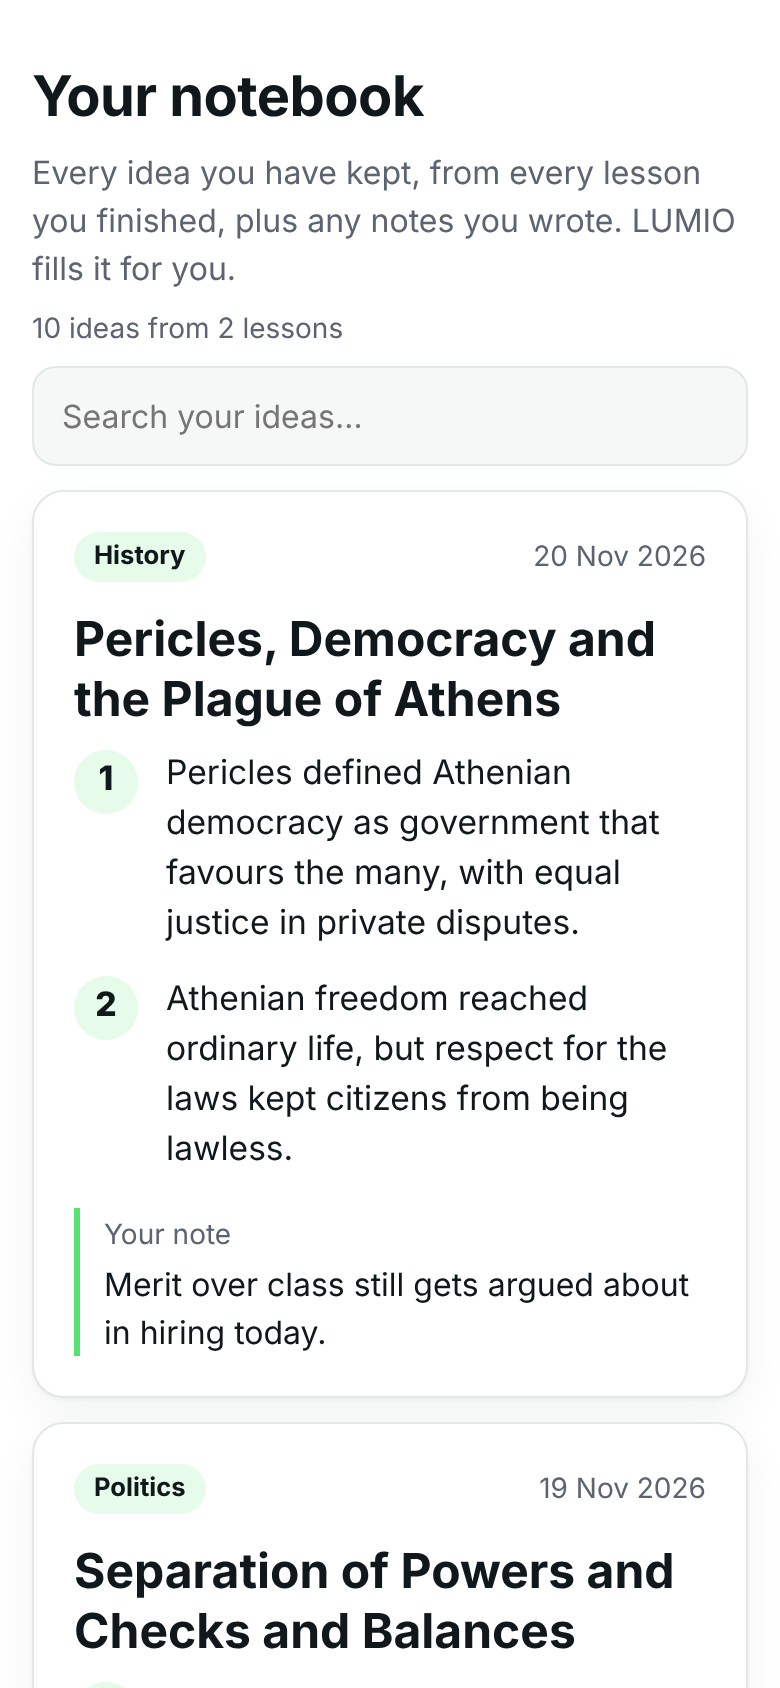 Your notebook
Every idea you have kept, from every lesson
you finished, plus any notes you wrote. LUMIO
fills it for you.
10 ideas from 2 lessons
Search your ideas...
History
20 Nov 2026
Pericles, Democracy and
the Plague of Athens
1
Pericles defined Athenian
democracy as government that
favours the many, with equal
justice in private disputes.
2
Athenian freedom reached
ordinary life, but respect for the
laws kept citizens from being
lawless.
Your note
Merit over class still gets argued about
in hiring today.
Politics
19 Nov 2026
Separation of Powers and
Checks and Balances